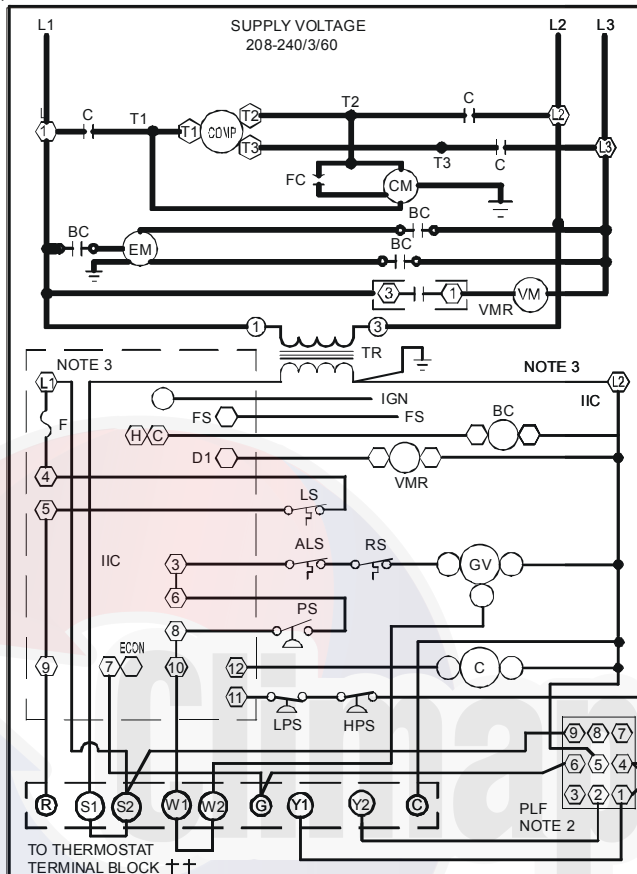 L1 SUPPLY VOLTAGE L2 L3
208-240/3/60
C T1 T2 T2 C L2
1 T1 COMP
T3 T3 C L3
FC CM
BC EM BC
BC
3 1 VMR VM
1 3
TR
NOTE 3 NOTE 3
L1 L2
IIC
IGN
F FS FS
H C BC
D1 VMR
4
5 LS
ALS RS
IIC 3 GV
6 PS
8
ECON
9 7 10 12 C
11
LPS HPS
9 8 7
6 5 4
3 2 1
R S1 S2 W1 W2 G Y1 Y2 C
PLF
NOTE 2
TO THERMOSTAT
TERMINAL BLOCK ††
Climap